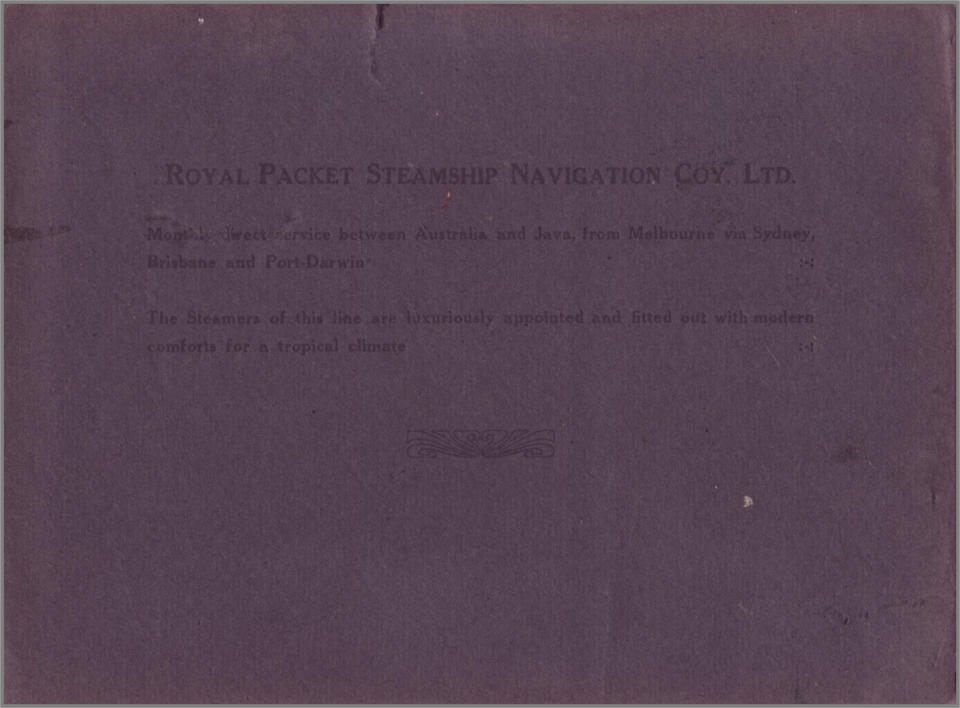 ROYAL PACKET STEAMSHIP NAVIGATION COY. LTD.
Monthly direct service between Australia and Java, from Melbourne via Sydney,
Brisbane and Port-Darwin :-:
The Steamers of this line are luxuriously appointed and fitted out with modern
comforts for a tropical climate :-: